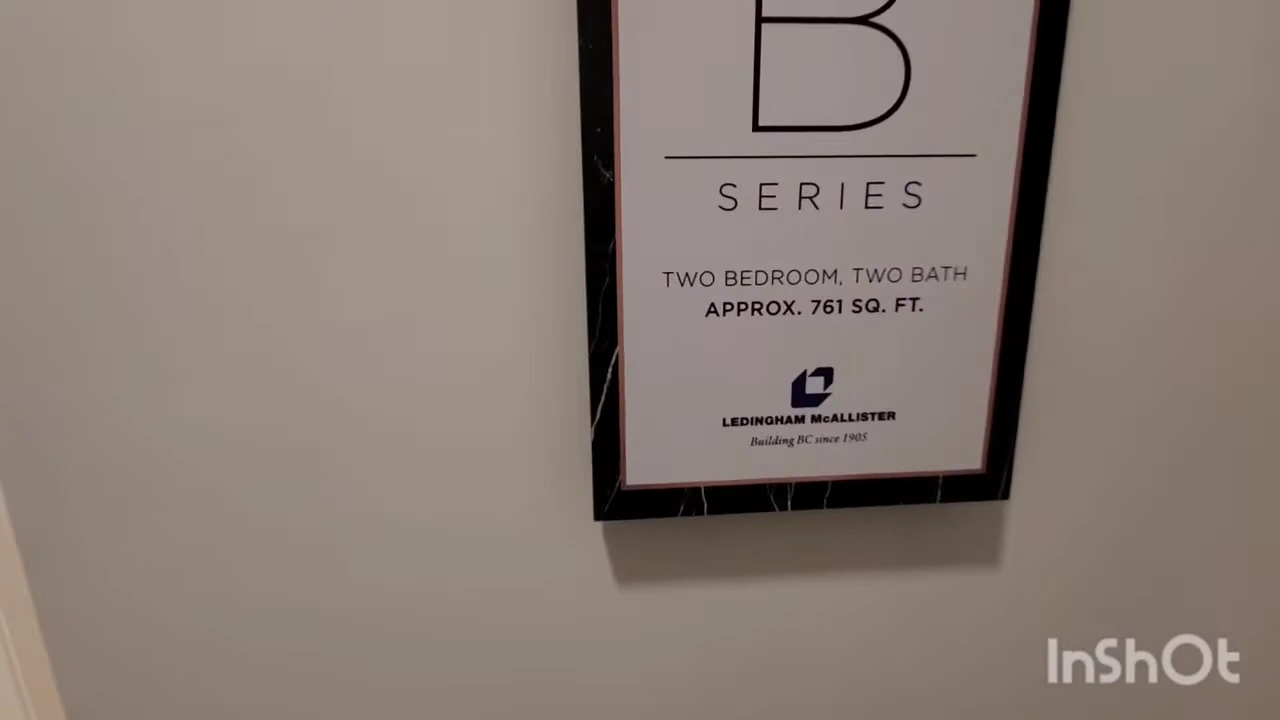 B
SERIES
TWO BEDROOM, TWO BATH
APPROX. 761 SQ. FT.
LEDINGHAM McALLISTER
Building BC since 1905
InShOt